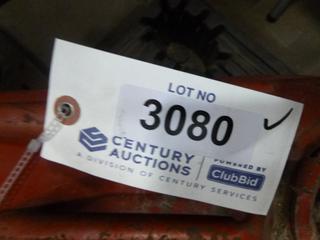 LOT NO
3080
CENTURY
AUCTIONS
A DIVISION OF CENTURY SERVICES
POWERED BY
ClubBid